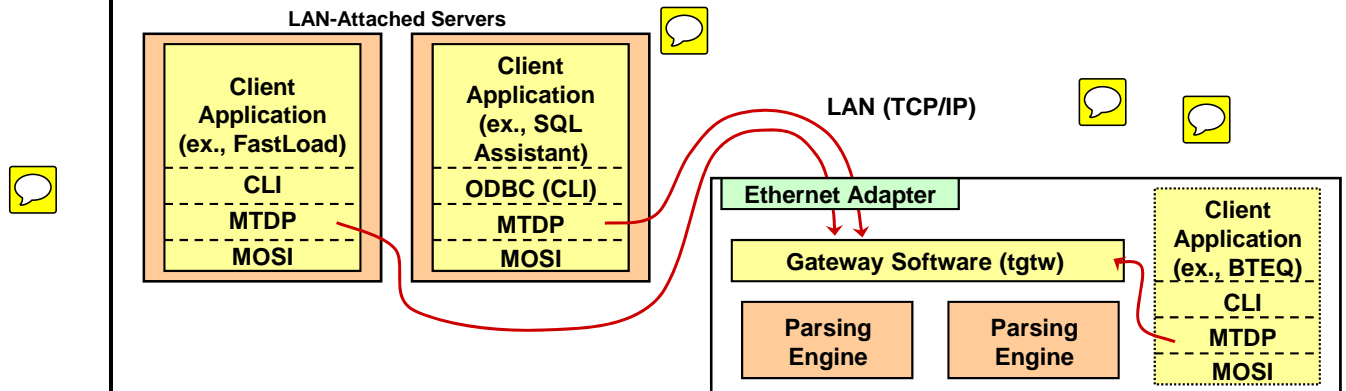 LAN-Attached Servers
Client
Application
(ex., FastLoad)
CLI
MTDP
MOSI
Client
Application
(ex., SQL
Assistant)
ODBC (CLI)
MTDP
MOSI
LAN (TCP/IP)
Ethernet Adapter
Gateway Software (tgtw)
Parsing
Engine
Parsing
Engine
Client
Application
(ex., BTEQ)
CLI
MTDP
MOSI